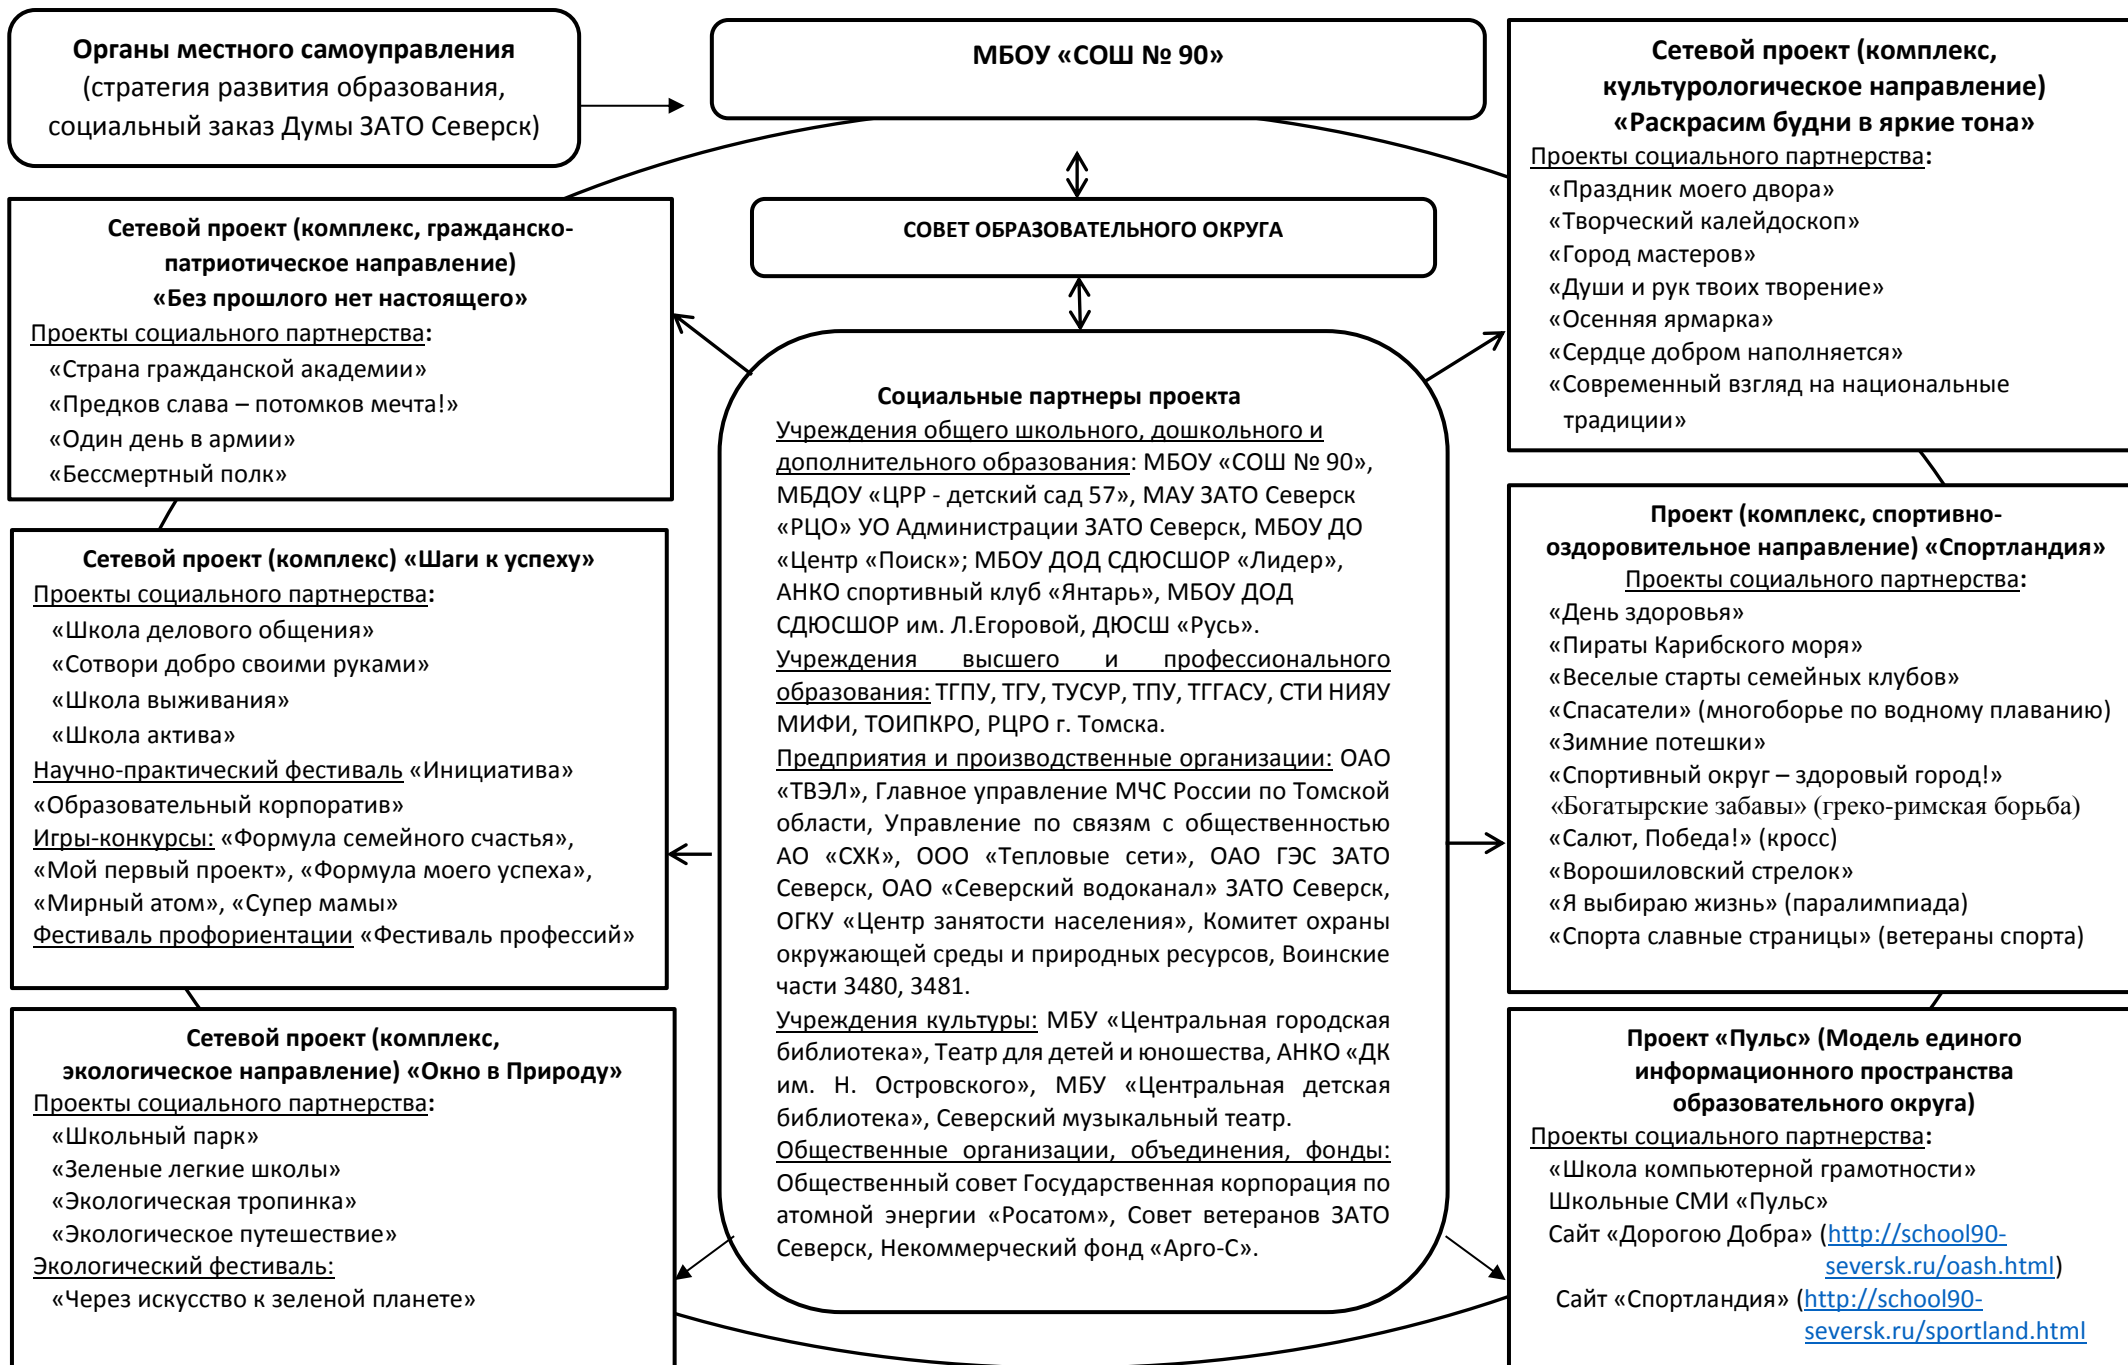 Органы местного самоуправления
(стратегия развития образования,
социальный заказ Думы ЗАТО Северск)
МБОУ «СОШ № 90»
СОВЕТ ОБРАЗОВАТЕЛЬНОГО ОКРУГА
Сетевой проект (комплекс,
культурологическое направление)
«Раскрасим будни в яркие тона»
Проекты социального партнерства:
«Праздник моего двора»
«Творческий калейдоскоп»
«Город мастеров»
«Души и рук твоих творение»
«Осенняя ярмарка»
«Сердце добром наполняется»
«Современный взгляд на национальные
традиции»
Сетевой проект (комплекс, гражданско-
патриотическое направление)
«Без прошлого нет настоящего»
Проекты социального партнерства:
«Страна гражданской академии»
«Предков слава – потомков мечта!»
«Один день в армии»
«Бессмертный полк»
Социальные партнеры проекта
Учреждения общего школьного, дошкольного и
дополнительного образования: МБОУ «СОШ № 90»,
МБДОУ «ЦРР - детский сад 57», МАУ ЗАТО Северск
«РЦО» УО Администрации ЗАТО Северск, МБОУ ДО
«Центр «Поиск»; МБОУ ДОД СДЮСШОР «Лидер»,
АНКО спортивный клуб «Янтарь», МБОУ ДОД
СДЮСШОР им. Л.Егоровой, ДЮСШ «Русь».
Учреждения высшего и профессионального
образования: ТГПУ, ТГУ, ТУСУР, ТПУ, ТГГАСУ, СТИ НИЯУ
МИФИ, ТОИПКРО, РЦРО г. Томска.
Предприятия и производственные организации: ОАО
«ТВЭЛ», Главное управление МЧС России по Томской
области, Управление по связям с общественностью
АО «СХК», ООО «Тепловые сети», ОАО ГЭС ЗАТО
Северск, ОАО «Северский водоканал» ЗАТО Северск,
ОГКУ «Центр занятости населения», Комитет охраны
окружающей среды и природных ресурсов, Воинские
части 3480, 3481.
Учреждения культуры: МБУ «Центральная городская
библиотека», Театр для детей и юношества, АНКО «ДК
им. Н. Островского», МБУ «Центральная детская
библиотека», Северский музыкальный театр.
Общественные организации, объединения, фонды:
Общественный совет Государственная корпорация по
атомной энергии «Росатом», Совет ветеранов ЗАТО
Северск, Некоммерческий фонд «Арго-С».
Сетевой проект (комплекс) «Шаги к успеху»
Проекты социального партнерства:
«Школа делового общения»
«Сотвори добро своими руками»
«Школа выживания»
«Школа актива»
Научно-практический фестиваль «Инициатива»
«Образовательный корпоратив»
Игры-конкурсы: «Формула семейного счастья»,
«Мой первый проект», «Формула моего успеха»,
«Мирный атом», «Супер мамы»
Фестиваль профориентации «Фестиваль профессий»
Проект (комплекс, спортивно-
оздоровительное направление) «Спортландия»
Проекты социального партнерства:
«День здоровья»
«Пираты Карибского моря»
«Веселые старты семейных клубов»
«Спасатели» (многоборье по водному плаванию)
«Зимние потешки»
«Спортивный округ – здоровый город!»
«Богатырские забавы» (греко-римская борьба)
«Салют, Победа!» (кросс)
«Ворошиловский стрелок»
«Я выбираю жизнь» (паралимпиада)
«Спорта славные страницы» (ветераны спорта)
Сетевой проект (комплекс,
экологическое направление) «Окно в Природу»
Проекты социального партнерства:
«Школьный парк»
«Зеленые легкие школы»
«Экологическая тропинка»
«Экологическое путешествие»
Экологический фестиваль:
«Через искусство к зеленой планете»
Проект «Пульс» (Модель единого
информационного пространства
образовательного округа)
Проекты социального партнерства:
«Школа компьютерной грамотности»
Школьные СМИ «Пульс»
Сайт «Дорогою Добра» (http://school90-
seversk.ru/oash.html)
Сайт «Спортландия» (http://school90-
seversk.ru/sportland.html